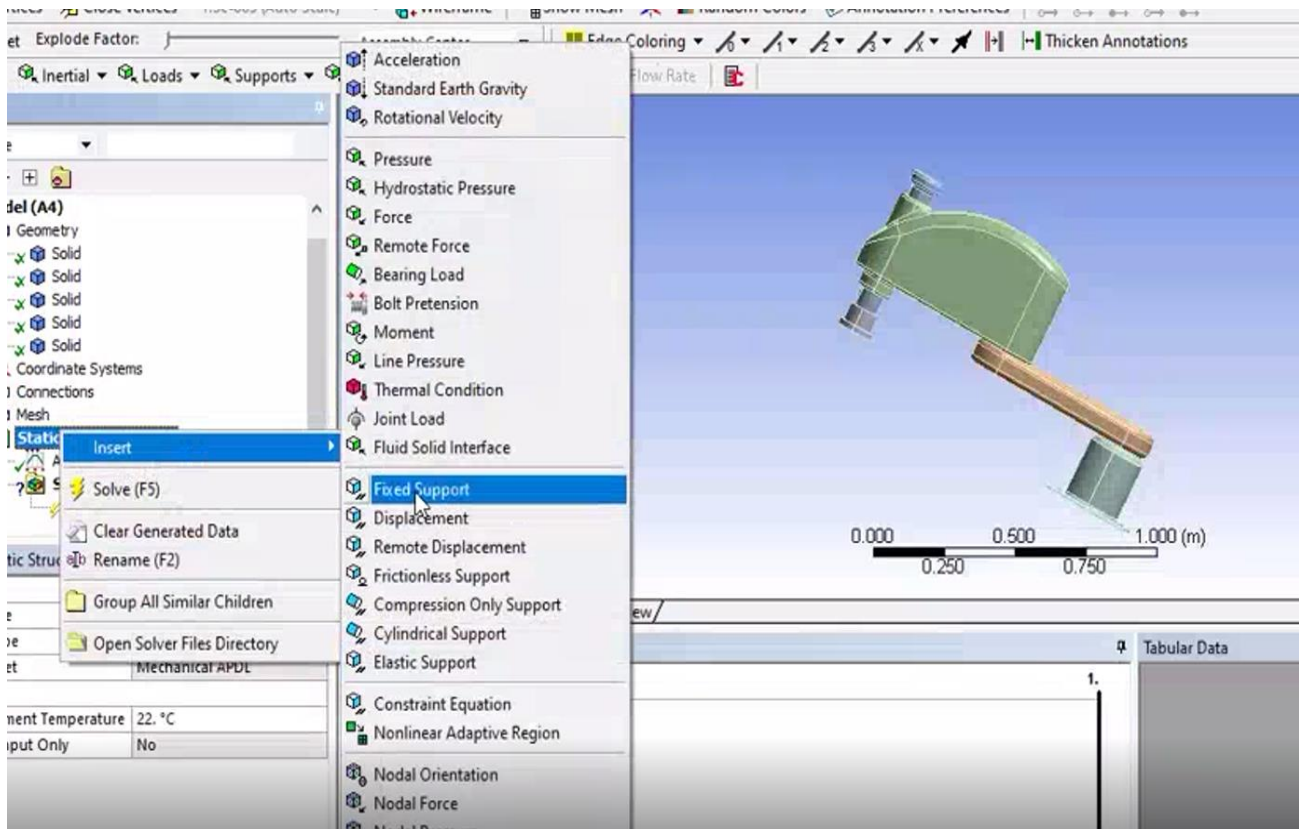 Explode Factor:
Edge Coloring
Thicken Annotations
Inertial
Loads
Supports
Flow Rate
Tabular Data
del (A4)
Geometry
Solid
Solid
Solid
Solid
Solid
Coordinate Systems
Connections
Mesh
Static
Insert
Solve (F5)
Clear Generated Data
Rename (F2)
Group All Similar Children
Open Solver Files Directory
Mechanical APDL
ment Temperature 22. °C
nput Only No
Acceleration
Standard Earth Gravity
Rotational Velocity
Pressure
Hydrostatic Pressure
Force
Remote Force
Bearing Load
Bolt Pretension
Moment
Line Pressure
Thermal Condition
Joint Load
Fluid Solid Interface
Fixed Support
Displacement
Remote Displacement
Frictionless Support
Compression Only Support
Cylindrical Support
Elastic Support
Constraint Equation
Nonlinear Adaptive Region
Nodal Orientation
Nodal Force
0.000 0.500 1.000 (m)
0.250 0.750
1.